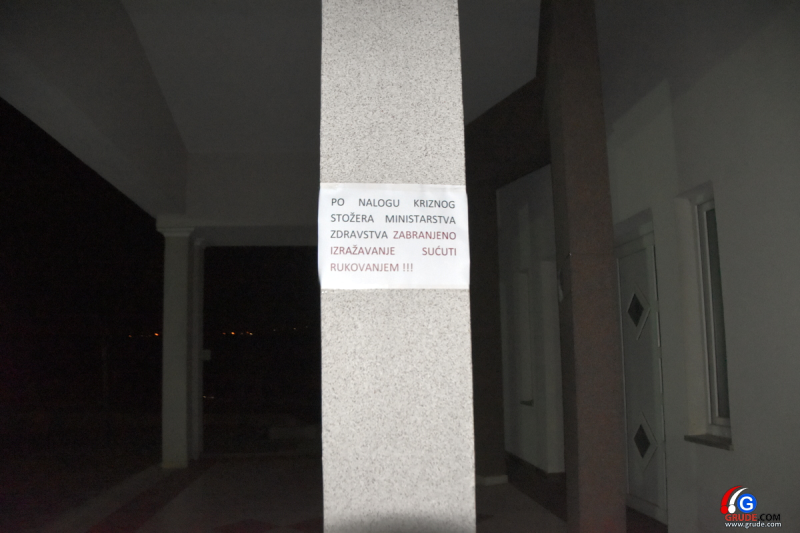 PO NALOGU KRIZNOG
STOŽERA MINISTARSTVA
ZDRAVSTVA ZABRANJENO
IZRAŽAVANJE SUĆUTI
RUKOVANJEM !!!
G
GRUDE.COM
www.grude.com